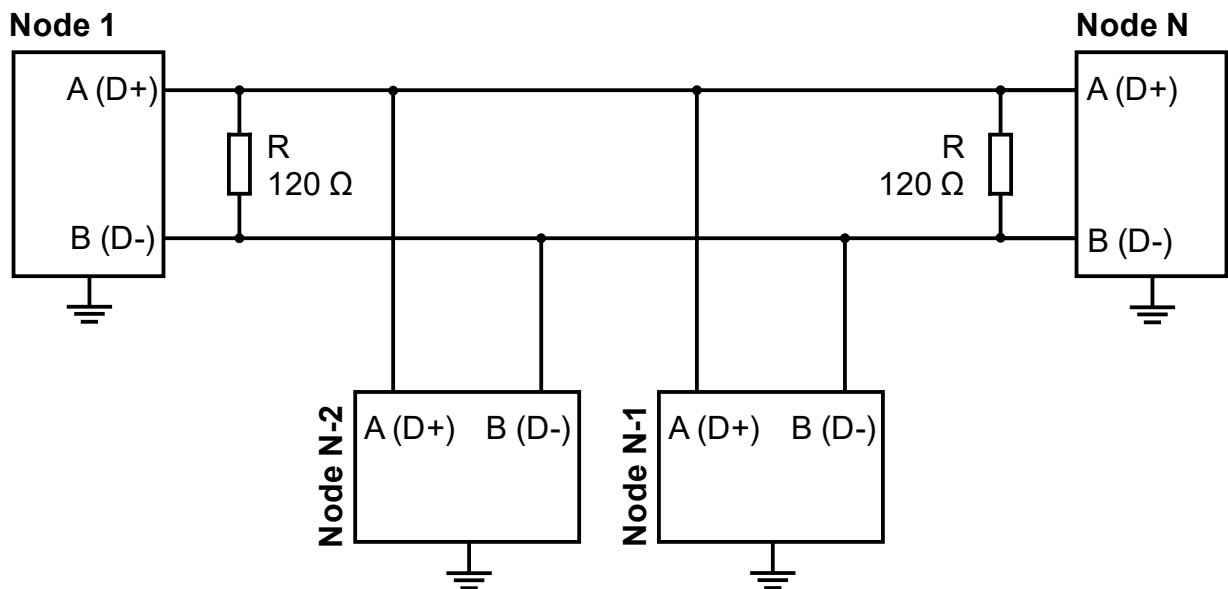 Node 1
Node N
A (D+)
A (D+)
R
120 Ω
R
120 Ω
B (D-)
B (D-)
Node N-2
A (D+) B (D-)
Node N-1
A (D+) B (D-)